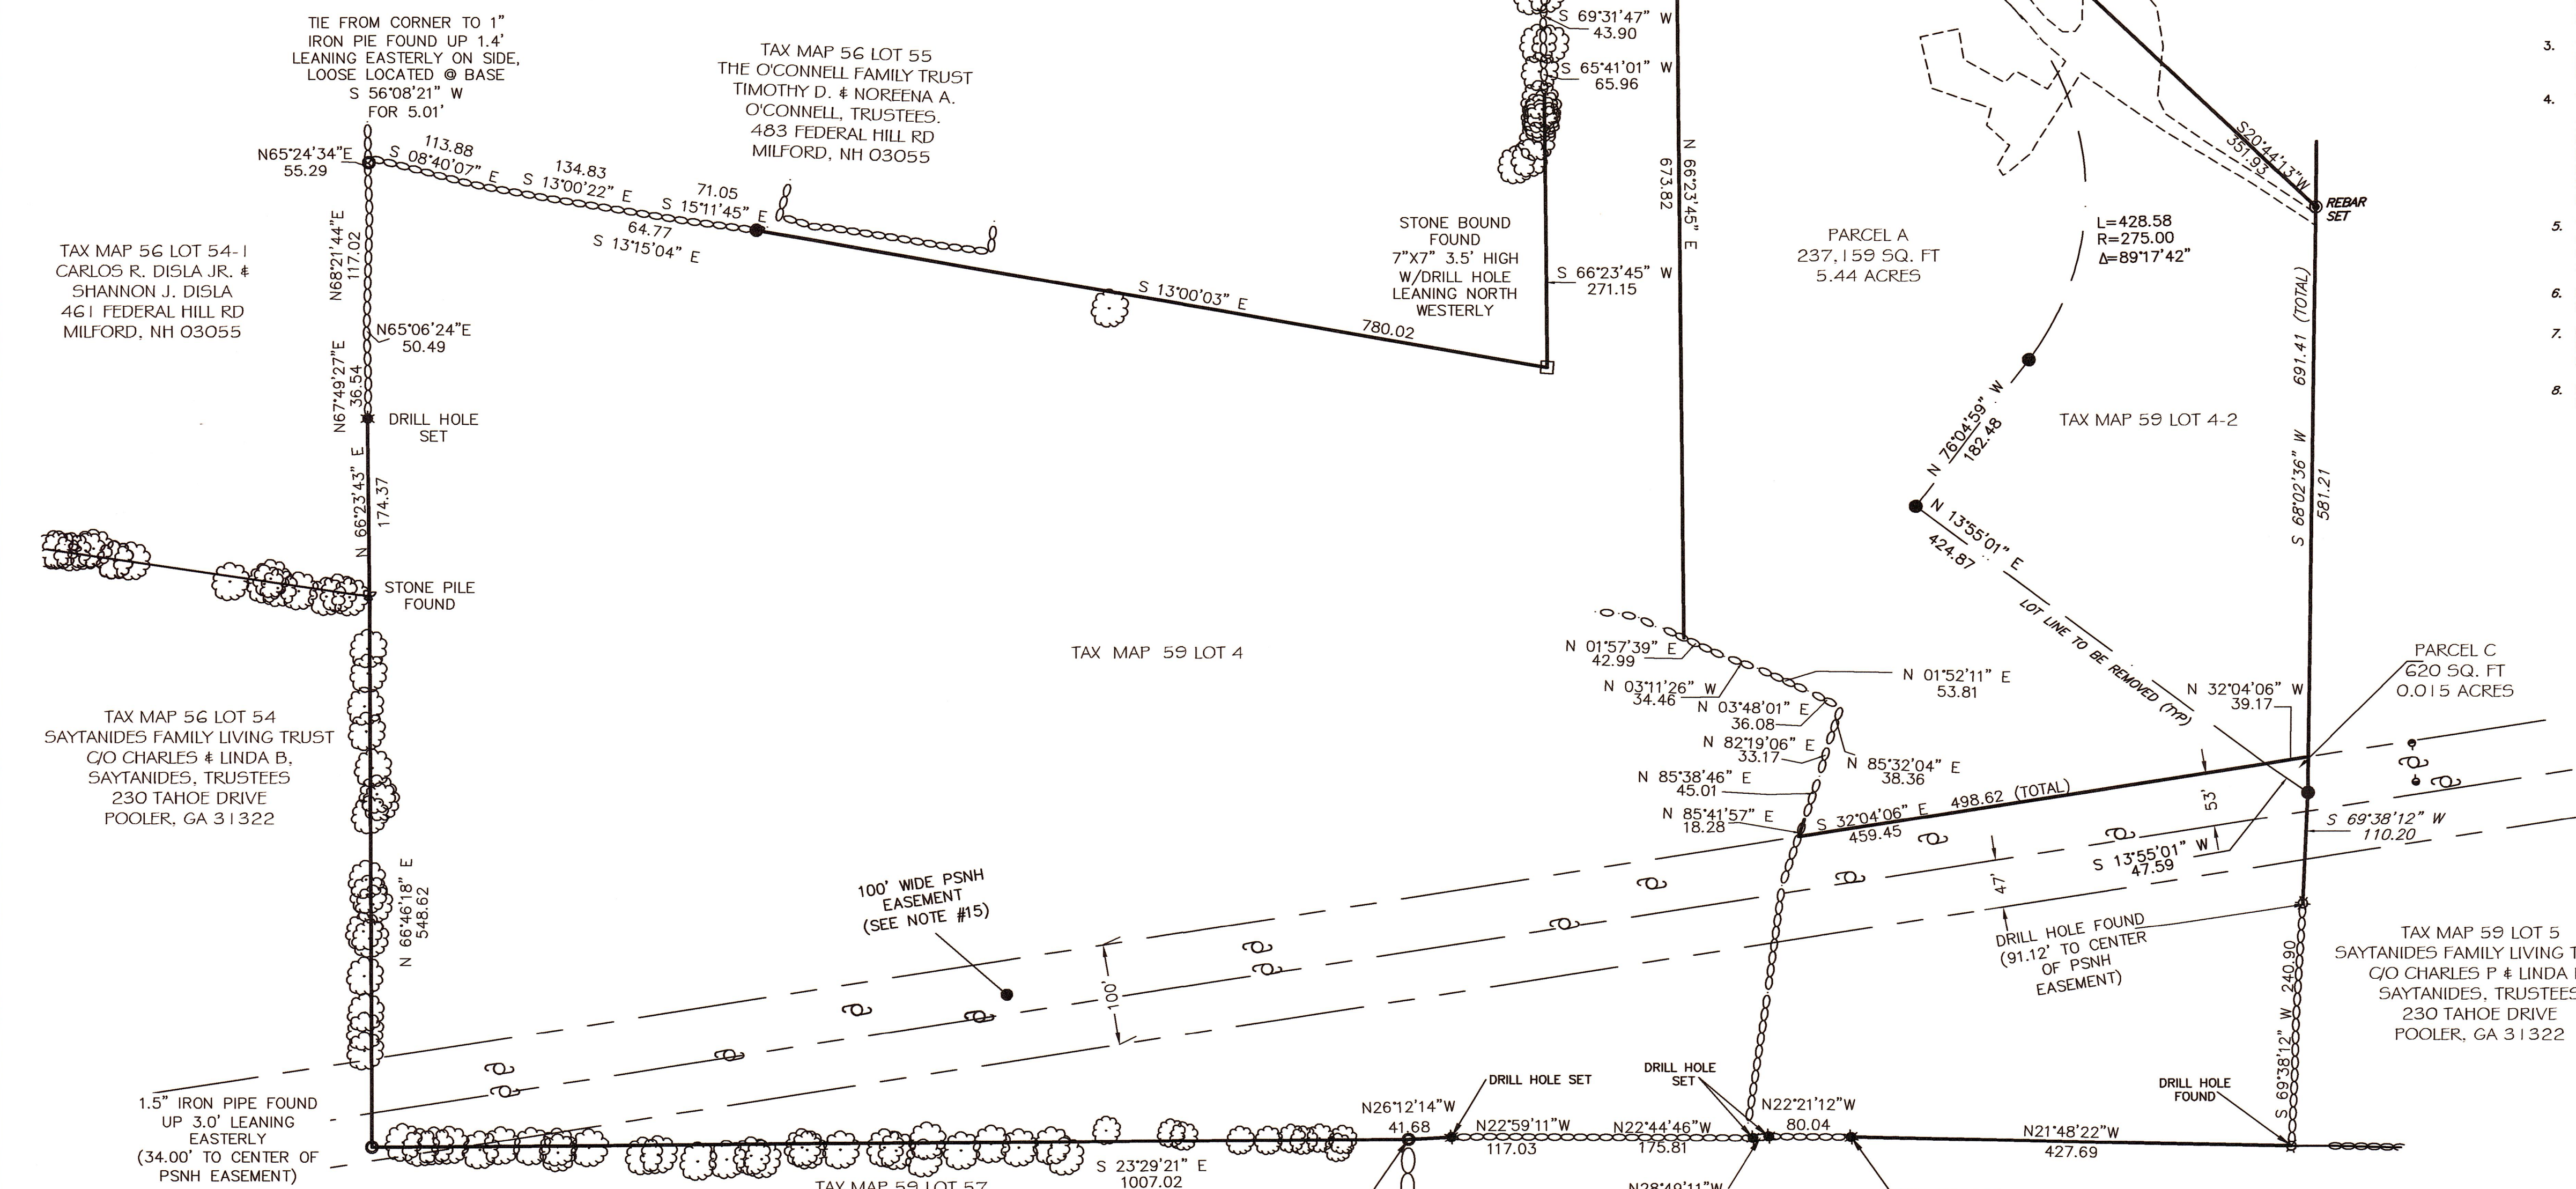 TIE FROM CORNER TO 1"
IRON PIE FOUND UP 1.4'
LEANING EASTERLY ON SIDE,
LOOSE LOCATED @ BASE
S 56°08'21" W
FOR 5.01'
N65°24'34"E
55.29
113.88
S 08°40'07" E
134.83
S 13°00'22" E
71.05
S 15°11'45" E
64.77
S 13°15'04" E
TAX MAP 56 LOT 55
THE O'CONNELL FAMILY TRUST
TIMOTHY D. & NOREENA A.
O'CONNELL, TRUSTEES.
483 FEDERAL HILL RD
MILFORD, NH 03055
TAX MAP 56 LOT 54-1
CARLOS R. DISLA JR. &
SHANNON J. DISLA
461 FEDERAL HILL RD
MILFORD, NH 03055
N68°21'44"E
117.02
N65°06'24"E
50.49
N67°49'27"E
36.54
DRILL HOLE
SET
N 66°23'43" E
174.37
STONE PILE
FOUND
S 13°00'03" E
780.02
S 69°31'47" W
43.90
S 65°41'01" W
65.96
STONE BOUND
FOUND
7"X7" 3.5' HIGH
W/DRILL HOLE
LEANING NORTH
WESTERLY
S 66°23'45" W
271.15
N 66°23'45" E
673.82
PARCEL A
237,159 SQ. FT
5.44 ACRES
L=428.58
R=275.00
Δ=89°17'42"
S20°44'13"W
351.93
REBAR
SET
3.
4.
5.
6.
7.
8.
691.41 (TOTAL)
S 68°02'36" W
581.21
N 76°04'59" W
182.48
TAX MAP 59 LOT 4-2
N 13°55'01" E
424.87
LOT LINE TO BE REMOVED (TYP)
TAX MAP 59 LOT 4
N 01°57'39" E
42.99
N 03°11'26" W
34.46
N 01°52'11" E
53.81
N 03°48'01" E
36.08
N 82°19'06" E
33.17
N 85°32'04" E
38.36
N 85°38'46" E
45.01
N 85°41'57" E
18.28
S 32°04'06" E
459.45
498.62 (TOTAL)
N 32°04'06" W
39.17
PARCEL C
620 SQ. FT
0.015 ACRES
53'
47'
S 13°55'01" W
47.59
S 69°38'12" W
110.20
TAX MAP 56 LOT 54
SAYTANIDES FAMILY LIVING TRUST
C/O CHARLES & LINDA B,
SAYTANIDES, TRUSTEES
230 TAHOE DRIVE
POOLER, GA 31322
N 66°46'18" E
548.62
100' WIDE PSNH
EASEMENT
(SEE NOTE #15)
100'
DRILL HOLE FOUND
(91.12' TO CENTER
OF PSNH
EASEMENT)
TAX MAP 59 LOT 5
SAYTANIDES FAMILY LIVING
C/O CHARLES P & LINDA
SAYTANIDES, TRUSTEES
230 TAHOE DRIVE
POOLER, GA 31322
S 69°38'12" W 240.90
1.5" IRON PIPE FOUND
UP 3.0' LEANING
EASTERLY
(34.00' TO CENTER OF
PSNH EASEMENT)
S 23°29'21" E
1007.02
TAX MAP 59 LOT 57
N26°12'14"W
41.68
DRILL HOLE SET
N22°59'11"W
117.03
N22°44'46"W
175.81
DRILL HOLE
SET
N22°21'12"W
80.04
N28°49'11"W
N21°48'22"W
427.69
DRILL HOLE
FOUND